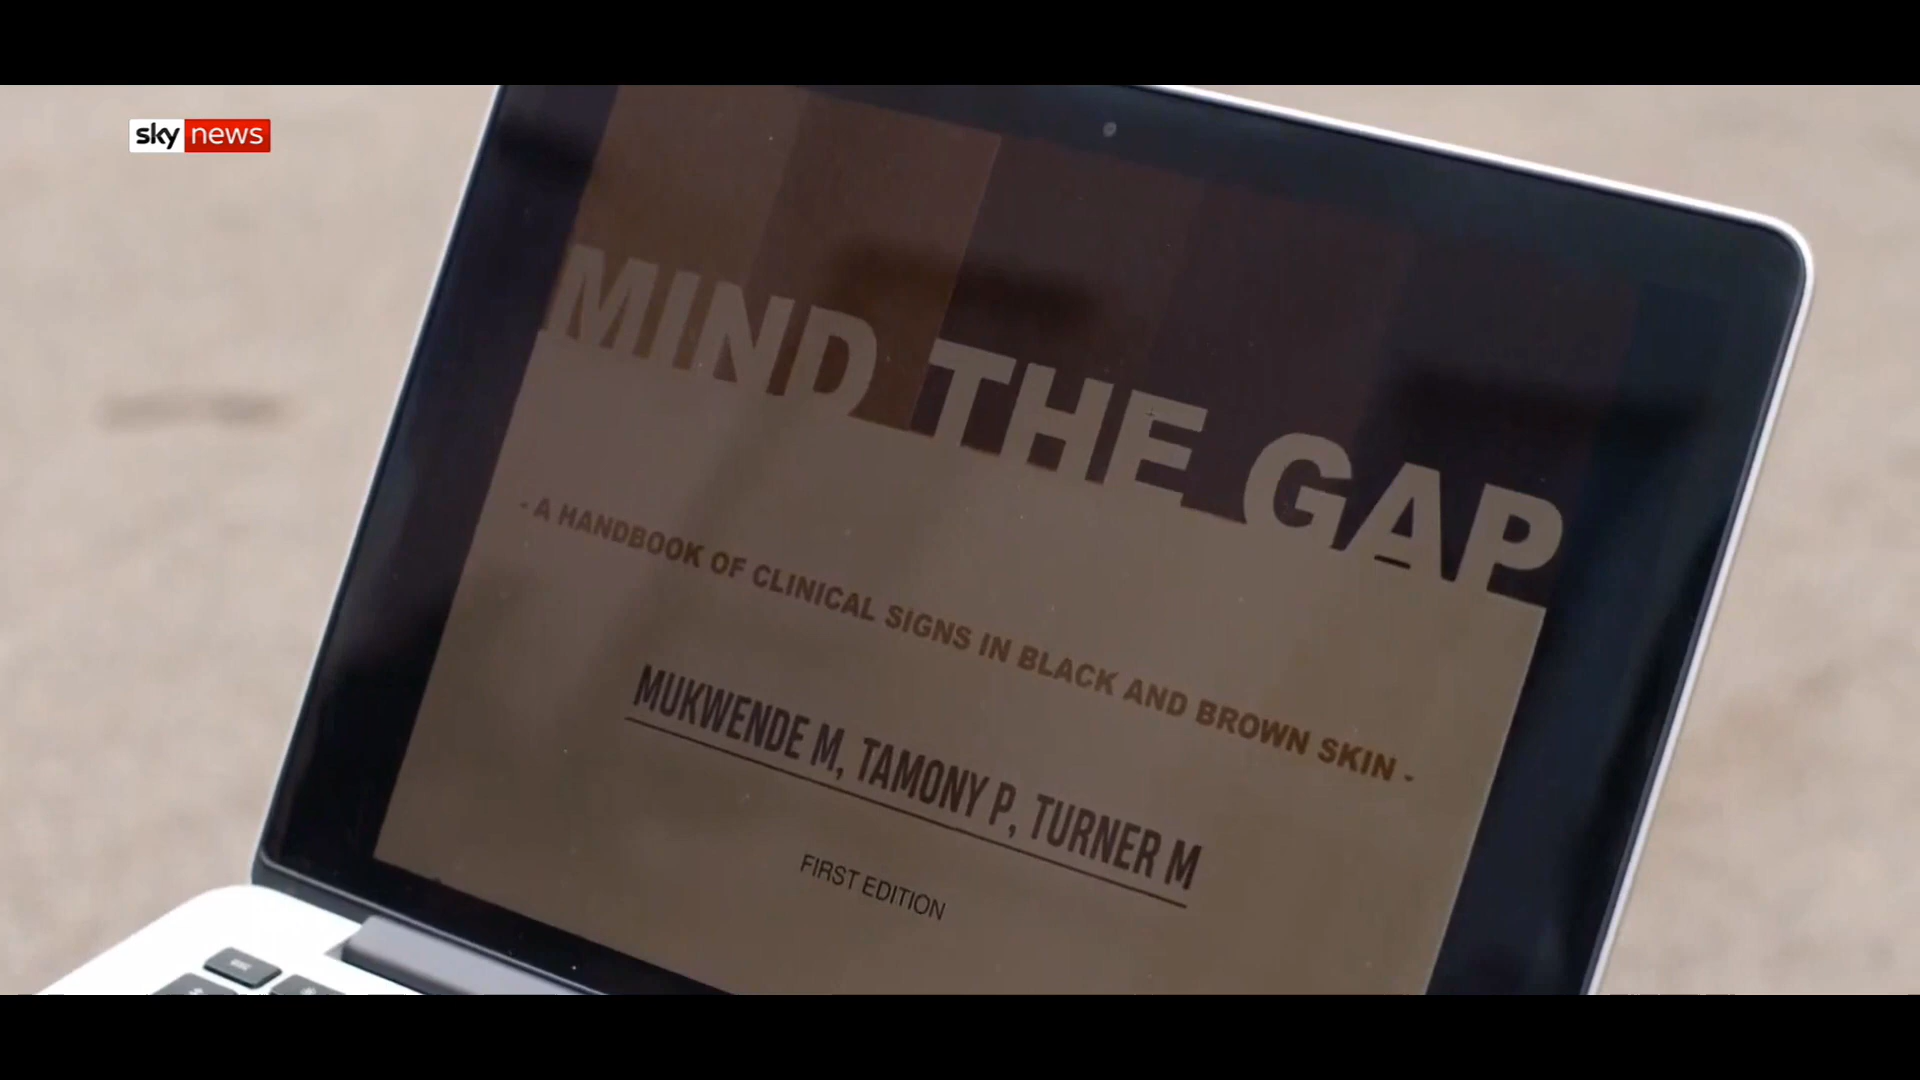 sky news
MIND THE GAP
- A HANDBOOK OF CLINICAL SIGNS IN BLACK AND BROWN SKIN -
MUKWENDE M, TAMONY P, TURNER M
FIRST EDITION